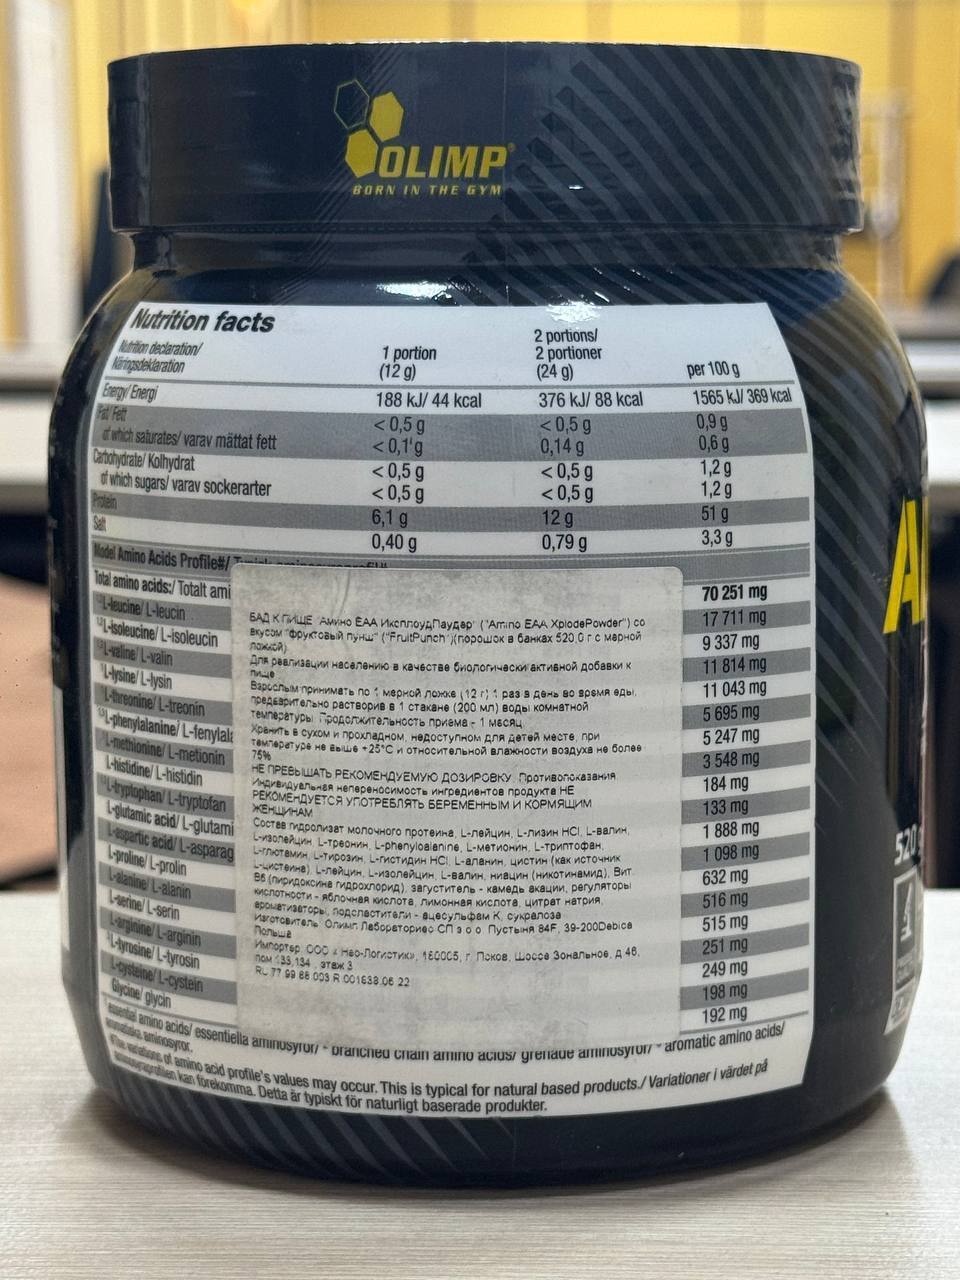 OLIMP®
BORN IN THE GYM
Nutrition facts
Nutrition declaration/
Näringsdeklaration
1 portion
(12 g)
2 portions/
2 portioner
(24 g)
per 100 g
Energy/ Energi 188 kJ/ 44 kcal 376 kJ/ 88 kcal 1565 kJ/ 369 kcal
Fat/ Fett < 0,5 g < 0,5 g 0,9 g
of which saturates/ varav mättat fett < 0,1 g 0,14 g 0,6 g
Carbohydrate/ Kolhydrat < 0,5 g < 0,5 g 1,2 g
of which sugars/ varav sockerarter < 0,5 g < 0,5 g 1,2 g
Protein 6,1 g 12 g 51 g
Salt 0,40 g 0,79 g 3,3 g
Model Amino Acids Profile#/
Total amino acids:/ Totalt ami 70 251 mg
L-leucine/ L-leucin 17 711 mg
L-isoleucine/ L-isoleucin 9 337 mg
L-valine/ L-valin 11 814 mg
L-lysine/ L-lysin 11 043 mg
L-threonine/ L-treonin 5 695 mg
L-phenylalanine/ L-fenylala 5 247 mg
L-methionine/ L-metionin 3 548 mg
L-histidine/ L-histidin 184 mg
L-tryptophan/ L-tryptofan 133 mg
L-glutamic acid/ L-glutami 1 888 mg
L-aspartic acid/ L-asparag 1 098 mg
L-proline/ L-prolin 632 mg
L-alanine/ L-alanin 516 mg
L-serine/ L-serin 515 mg
L-arginine/ L-arginin 251 mg
L-tyrosine/ L-tyrosin 249 mg
L-cysteine/ L-cystein 198 mg
Glycine/ glycin 192 mg
БАД К ПИЩЕ "Амино ЕАА ИксплоудПаудер" ("Amino EAA XplodePowder") со
вкусом "фруктовый пунш" ("FruitPunch")(порошок в банках 520,0 г с мерной
ложкой)
Для реализации населению в качестве биологически активной добавки к
пище
Взрослым принимать по 1 мерной ложке (12 г) 1 раз в день во время еды,
предварительно растворив в 1 стакане (200 мл) воды комнатной
температуры. Продолжительность приема - 1 месяц.
Хранить в сухом и прохладном, недоступном для детей месте, при
температуре не выше +25°С и относительной влажности воздуха не более
75%
НЕ ПРЕВЫШАТЬ РЕКОМЕНДУЕМУЮ ДОЗИРОВКУ. Противопоказания
Индивидуальная непереносимость ингредиентов продукта НЕ
РЕКОМЕНДУЕТСЯ УПОТРЕБЛЯТЬ БЕРЕМЕННЫМ И КОРМЯЩИМ
ЖЕНЩИНАМ
Состав гидролизат молочного протеина, L-лейцин, L-лизин HCl, L-валин,
L-изолейцин, L-треонин, L-phenyloalanine, L-метионин, L-триптофан,
L-глютамин, L-тирозин, L-гистидин HCl, L-аланин, цистин (как источник
L-цистеина), L-лейцин, L-изолейцин, L-валин, ниацин (никотинамид), Вит.
В6 (пиридоксина гидрохлорид), загуститель - камедь акации, регуляторы
кислотности - яблочная кислота, лимонная кислота, цитрат натрия,
ароматизаторы, подсластители - ацесульфам К, сукралоза
Изготовитель Олимп Лабораториес СП з о о Пустыня 84F, 39-200Debica
Польша
Импортер ООО « Нео-Логистик», 180005, г. Псков, Шоссе Зональное, д 46,
пом 133,134 , этаж 3
RU 77 99 88 003 R 001638 06 22
essential amino acids/ essentiella aminosyror/ branched chain amino acids/ grenade aminosyror/ aromatic amino acids/
aromatiska aminosyror.
#The variations of amino acid profile's values may occur. This is typical for natural based products./ Variationer i värdet på
aminosyraprofilen kan förekomma. Detta är typiskt för naturligt baserade produkter.
A
520